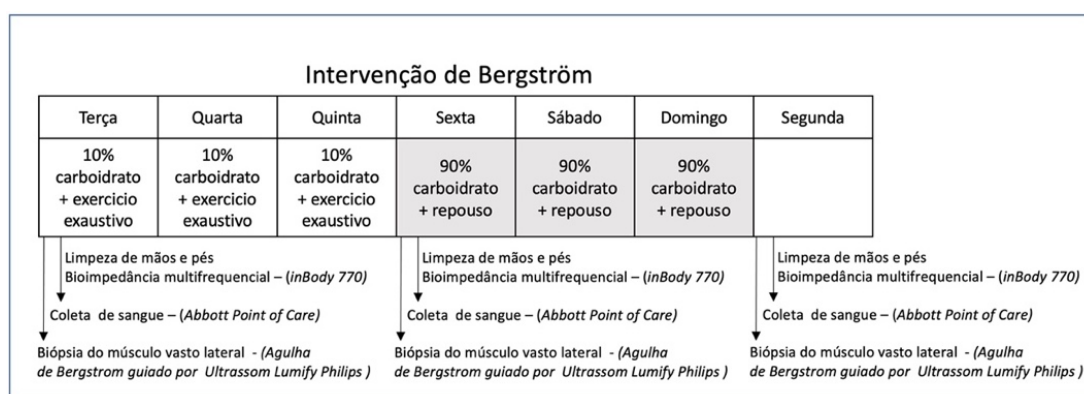 Intervenção de Bergström
Terça Quarta Quinta Sexta Sábado Domingo Segunda
10%
carboidrato
+ exercicio
exaustivo
10%
carboidrato
+ exercicio
exaustivo
10%
carboidrato
+ exercicio
exaustivo
90%
carboidrato
+ repouso
90%
carboidrato
+ repouso
90%
carboidrato
+ repouso
Limpeza de mãos e pés
Bioimpedância multifrequencial – (inBody 770)
Coleta de sangue – (Abbott Point of Care)
Biópsia do músculo vasto lateral - (Agulha
de Bergstrom guiado por Ultrassom Lumify Philips )
Limpeza de mãos e pés
Bioimpedância multifrequencial – (inBody 770)
Coleta de sangue – (Abbott Point of Care)
Biópsia do músculo vasto lateral - (Agulha
de Bergstrom guiado por Ultrassom Lumify Philips )
Limpeza de mãos e pés
Bioimpedância multifrequencial – (inBody 770)
Coleta de sangue – (Abbott Point of Care)
Biópsia do músculo vasto lateral - (Agulha
de Bergstrom guiado por Ultrassom Lumify Philips )